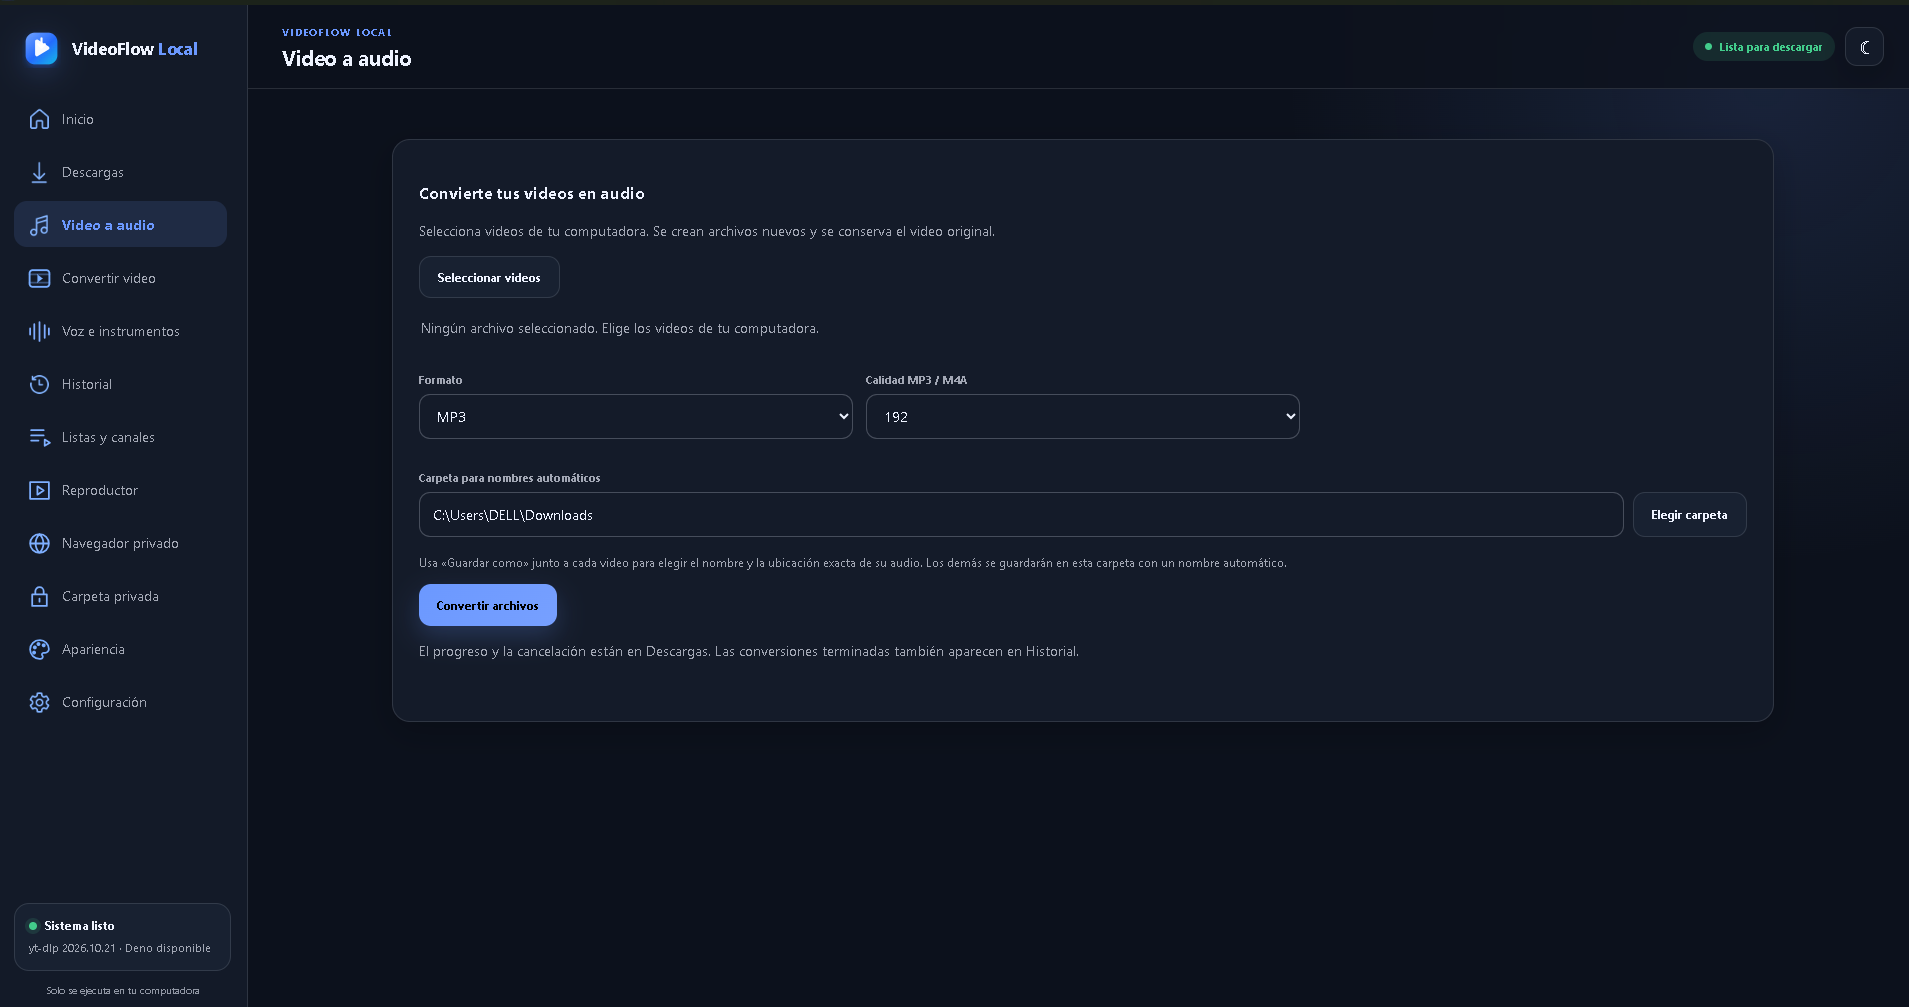 VideoFlow Local
Inicio
Descargas
Video a audio
Convertir video
Voz e instrumentos
Historial
Listas y canales
Reproductor
Navegador privado
Carpeta privada
Apariencia
Configuración
Sistema listo
yt-dlp 2026.10.21 · Deno disponible
Solo se ejecuta en tu computadora
VIDEOFLOW LOCAL
Video a audio
Lista para descargar
Convierte tus videos en audio
Selecciona videos de tu computadora. Se crean archivos nuevos y se conserva el video original.
Seleccionar videos
Ningún archivo seleccionado. Elige los videos de tu computadora.
Formato
MP3
Calidad MP3 / M4A
192
Carpeta para nombres automáticos
C:\Users\DELL\Downloads
Elegir carpeta
Usa «Guardar como» junto a cada video para elegir el nombre y la ubicación exacta de su audio. Los demás se guardarán en esta carpeta con un nombre automático.
Convertir archivos
El progreso y la cancelación están en Descargas. Las conversiones terminadas también aparecen en Historial.